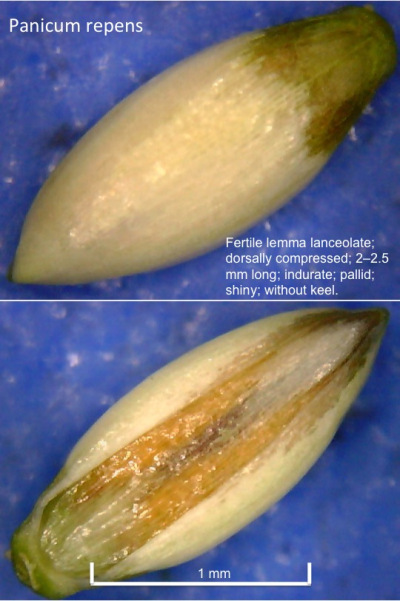 Panicum repens
Fertile lemma lanceolate;
dorsally compressed; 2–2.5
mm long; indurate; pallid;
shiny; without keel.
1 mm